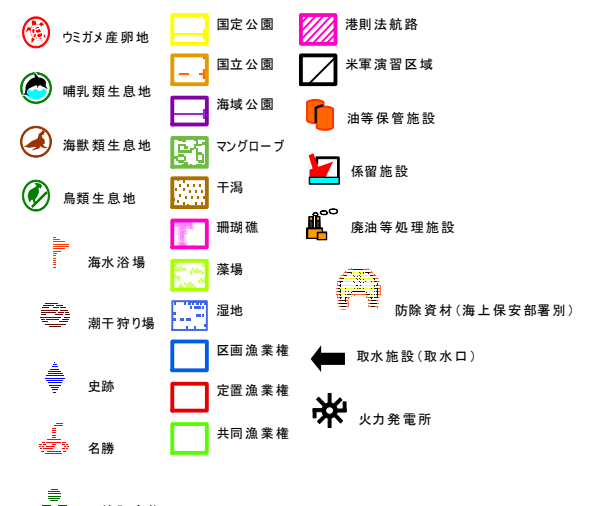 ウミガメ産卵地
哺乳類生息地
海獣類生息地
鳥類生息地
海水浴場
潮干狩り場
史跡
名勝
国定公園
国立公園
海域公園
マングローブ
干潟
珊瑚礁
藻場
湿地
区画漁業権
定置漁業権
共同漁業権
港則法航路
米軍演習区域
油等保管施設
係留施設
廃油等処理施設
防除資材(海上保安部署別)
取水施設(取水口)
火力発電所